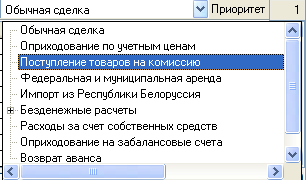 Обычная сделка Приоритет 1
Обычная сделка
Оприходование по учетным ценам
Поступление товаров на комиссию
Федеральная и муниципальная аренда
Импорт из Республики Белоруссия
Безденежные расчеты
Расходы за счет собственных средств
Оприходование на забалансовые счета
Возврат аванса